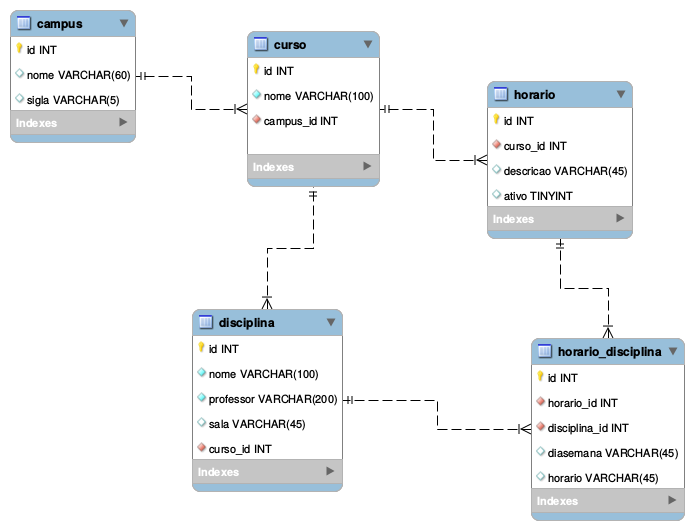 campus
id INT
nome VARCHAR(60)
sigla VARCHAR(5)
Indexes
curso
id INT
nome VARCHAR(100)
campus_id INT
Indexes
horario
id INT
curso_id INT
descricao VARCHAR(45)
ativo TINYINT
Indexes
disciplina
id INT
nome VARCHAR(100)
professor VARCHAR(200)
sala VARCHAR(45)
curso_id INT
Indexes
horario_disciplina
id INT
horario_id INT
disciplina_id INT
diasemana VARCHAR(45)
horario VARCHAR(45)
Indexes